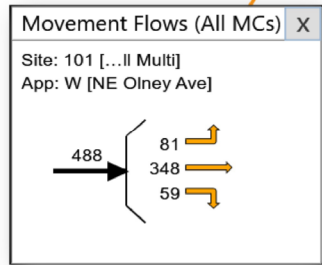 Movement Flows (All MCs) X
Site: 101 [...ll Multi]
App: W [NE Olney Ave]
81
488
348
59